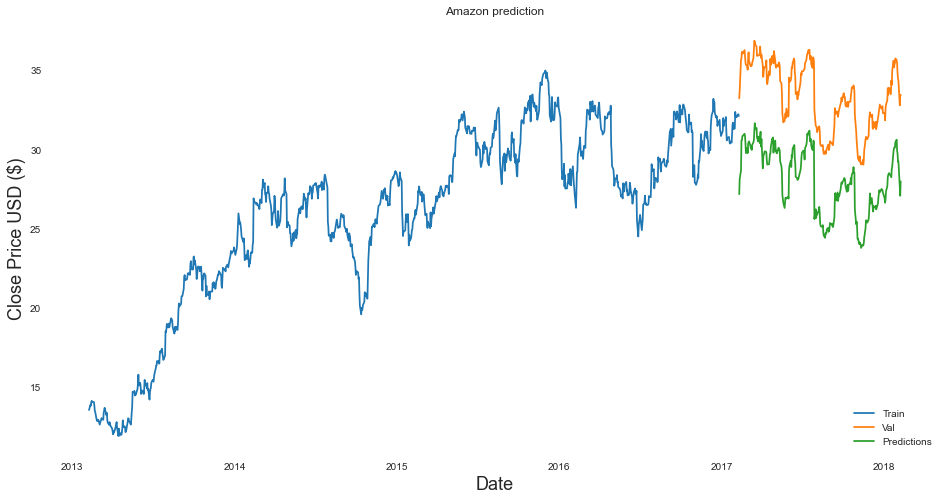 Amazon prediction
35
30
25
20
15
Close Price USD ($)
2013 2014 2015 2016 2017 2018
Date
Train
Val
Predictions